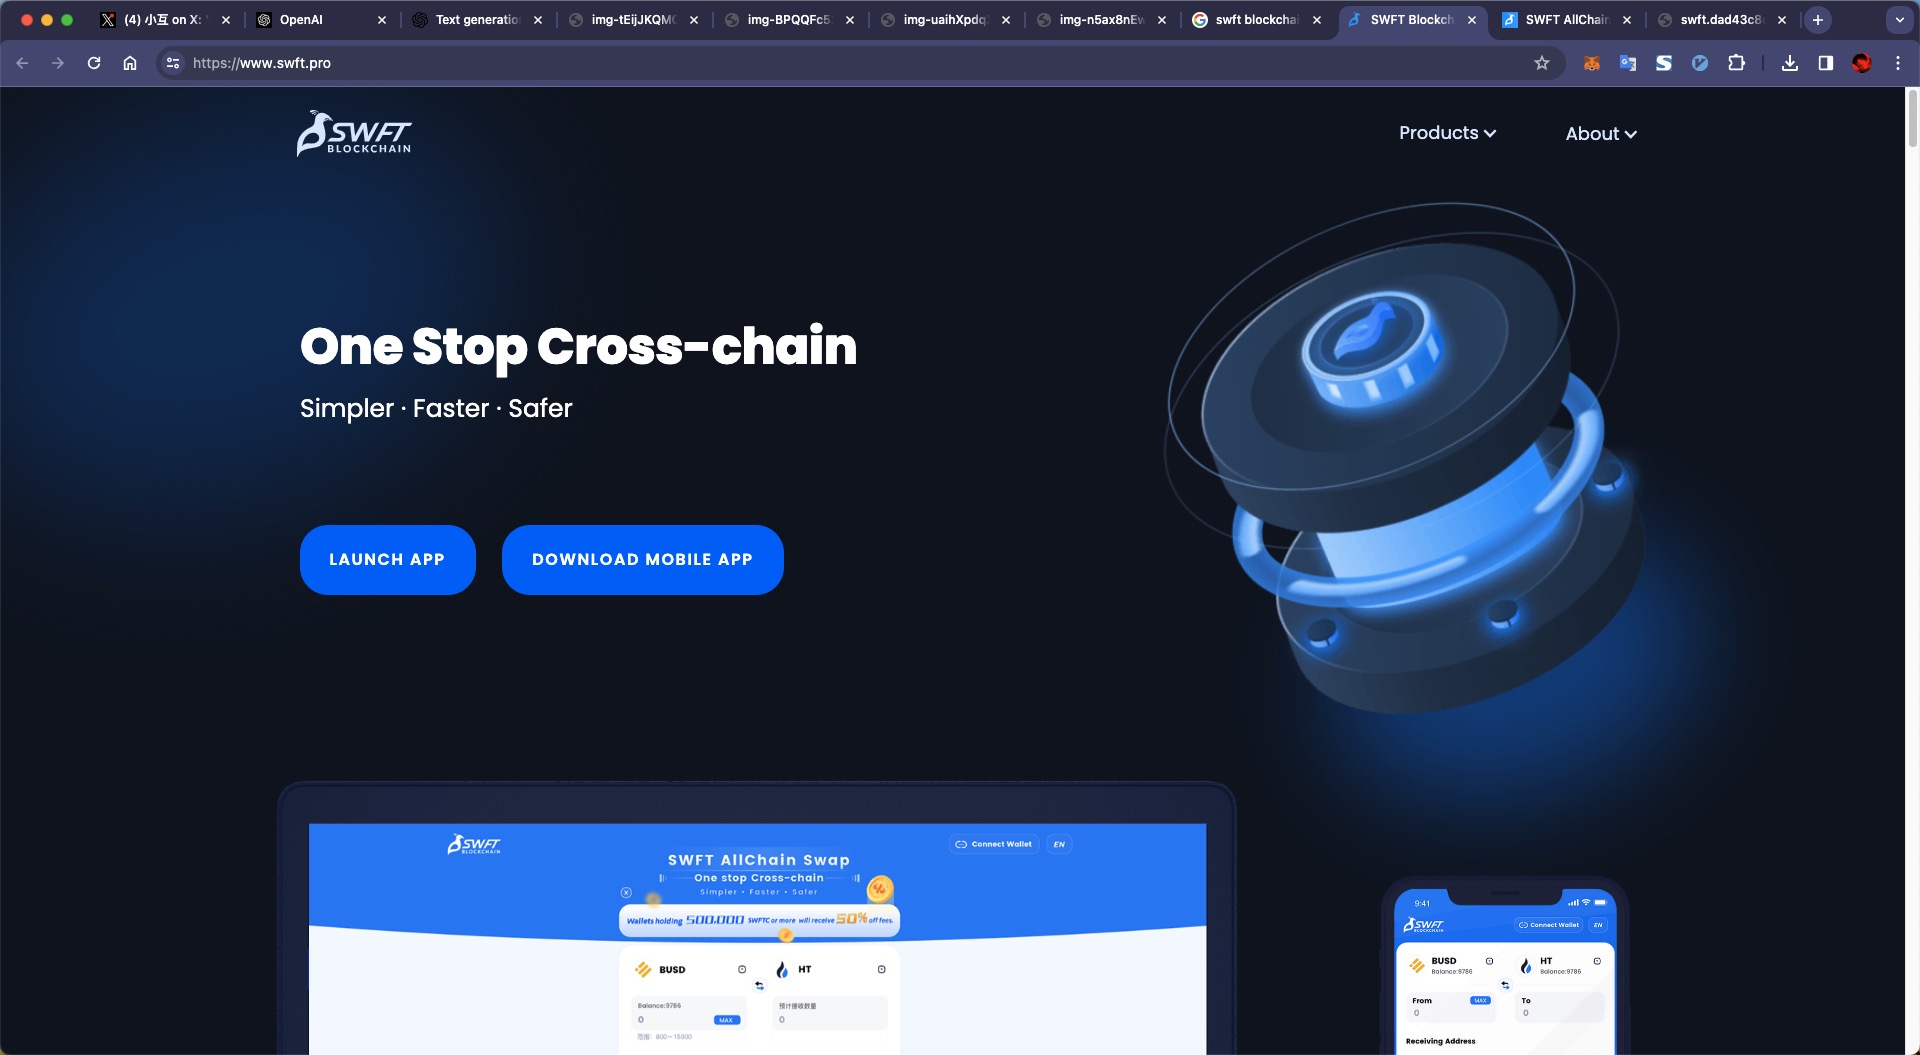 (4) 小互 on X:
OpenAI
Text generation
img-tEijJKQM
img-BPQQFc5
img-uaihXpdq
img-n5ax8nEw
swft blockchai
SWFT Blockch
SWFT AllChain
swft.dad43c8
https://www.swft.pro
SWFT
BLOCKCHAIN
Products
About
One Stop Cross-chain
Simpler · Faster · Safer
LAUNCH APP
DOWNLOAD MOBILE APP
SWFT
BLOCKCHAIN
Connect Wallet
EN
SWFT AllChain Swap
One stop Cross-chain
Simpler • Faster • Safer
Wallets holding 500,000 SWFTC or more will receive 50% off fees.
BUSD
HT
Balance:9786
0
MAX
预计接收数量
0
范围：800~15000
9:41
SWFT
BLOCKCHAIN
Connect Wallet
EN
BUSD
Balance:9786
HT
Balance:9786
From
MAX
0
To
0
Receiving Address